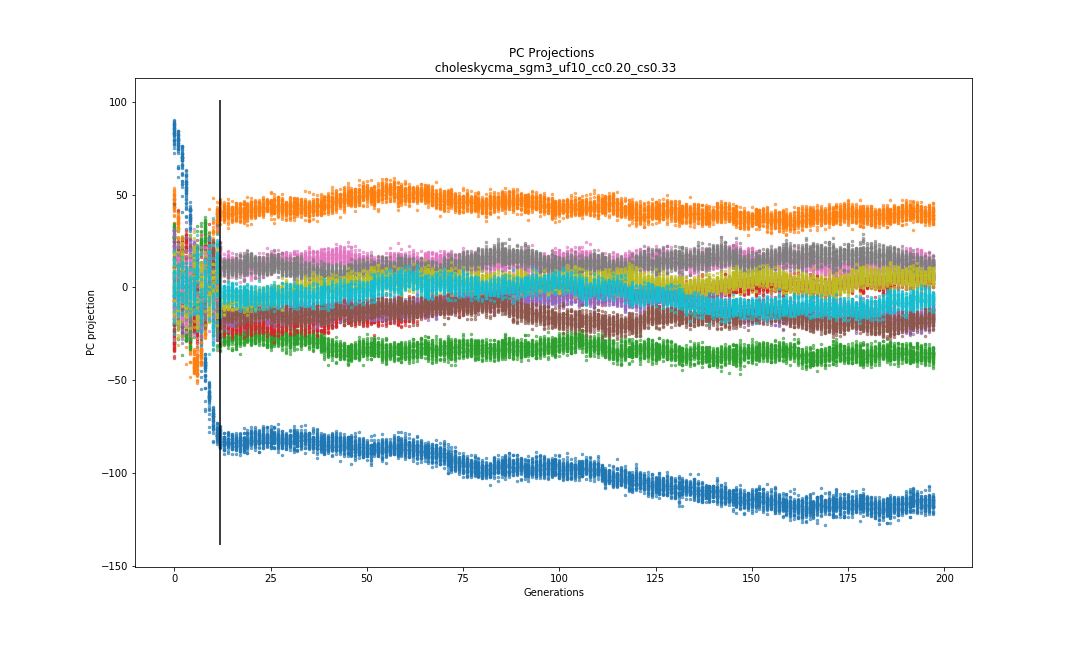 PC Projections
choleskycma_sgm3_uf10_cc0.20_cs0.33
100
50
0
−50
−100
−150
PC projection
0 25 50 75 100 125 150 175 200
Generations